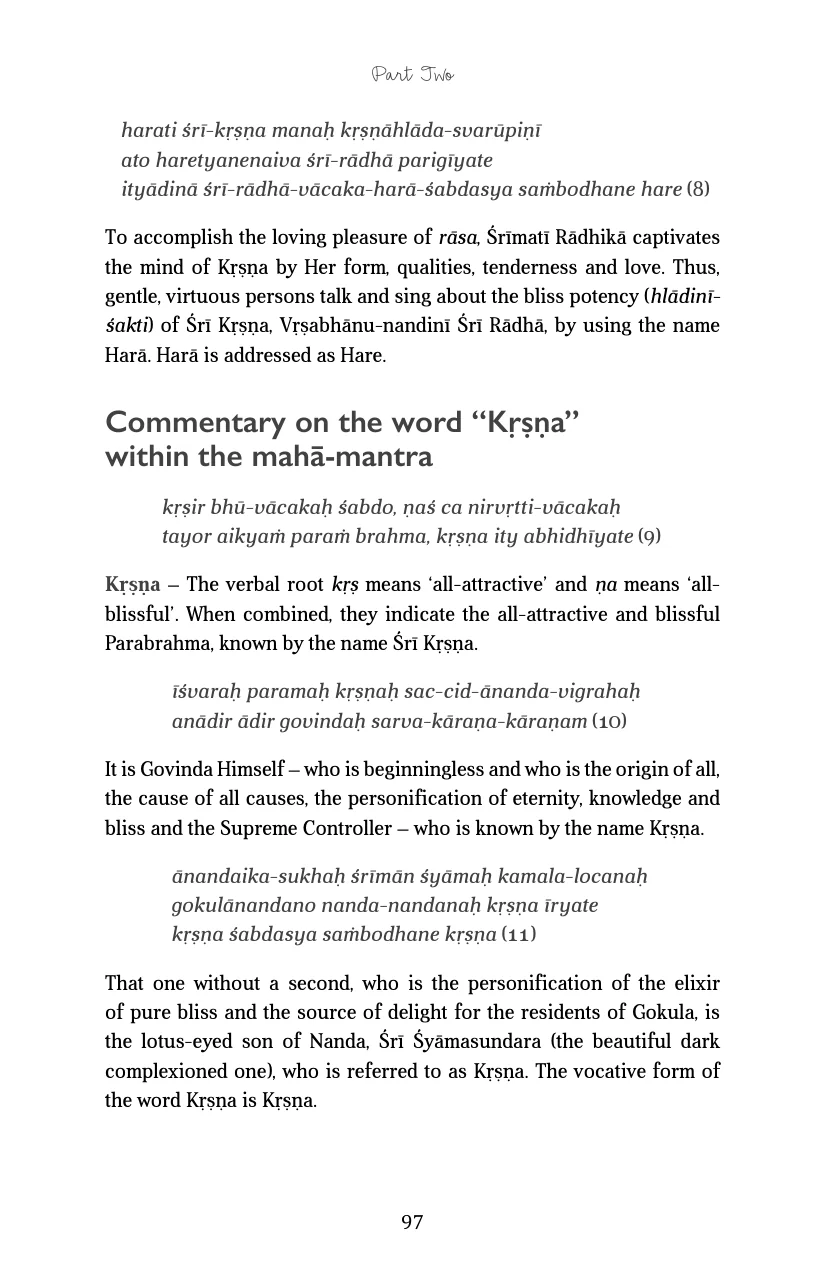 Part Two
harati śrī-kṛṣṇa manaḥ kṛṣṇāhlāda-svarūpiṇī
ato haretyanenaiva śrī-rādhā parigīyate
ityādinā śrī-rādhā-vācaka-harā-śabdasya saṁbodhane hare (8)
To accomplish the loving pleasure of rāsa, Śrīmatī Rādhikā captivates
the mind of Kṛṣṇa by Her form, qualities, tenderness and love. Thus,
gentle, virtuous persons talk and sing about the bliss potency (hlādinī-
śakti) of Śrī Kṛṣṇa, Vṛṣabhānu-nandinī Śrī Rādhā, by using the name
Harā. Harā is addressed as Hare.
Commentary on the word “Kṛṣṇa”
within the mahā-mantra
kṛṣir bhū-vācakaḥ śabdo, ṇaś ca nirvṛtti-vācakaḥ
tayor aikyaṁ paraṁ brahma, kṛṣṇa ity abhidhīyate (9)
Kṛṣṇa – The verbal root kṛṣ means ‘all-attractive’ and ṇa means ‘all-
blissful’. When combined, they indicate the all-attractive and blissful
Parabrahma, known by the name Śrī Kṛṣṇa.
īśvaraḥ paramaḥ kṛṣṇaḥ sac-cid-ānanda-vigrahaḥ
anādir ādir govindaḥ sarva-kāraṇa-kāraṇam (10)
It is Govinda Himself – who is beginningless and who is the origin of all,
the cause of all causes, the personification of eternity, knowledge and
bliss and the Supreme Controller – who is known by the name Kṛṣṇa.
ānandaika-sukhaḥ śrīmān śyāmaḥ kamala-locanaḥ
gokulānandano nanda-nandanaḥ kṛṣṇa īryate
kṛṣṇa śabdasya saṁbodhane kṛṣṇa (11)
That one without a second, who is the personification of the elixir
of pure bliss and the source of delight for the residents of Gokula, is
the lotus-eyed son of Nanda, Śrī Śyāmasundara (the beautiful dark
complexioned one), who is referred to as Kṛṣṇa. The vocative form of
the word Kṛṣṇa is Kṛṣṇa.
97